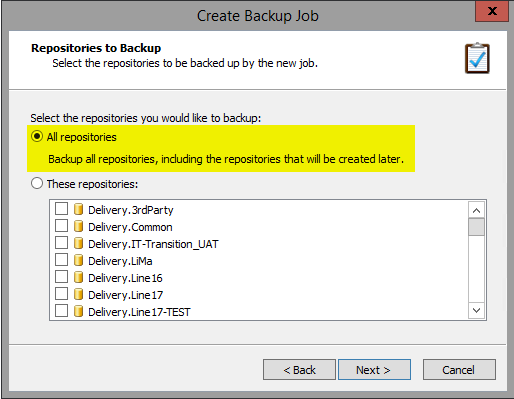 Create Backup Job
x
Repositories to Backup
Select the repositories to be backed up by the new job.
Select the repositories you would like to backup:
All repositories
Backup all repositories, including the repositories that will be created later.
These repositories:
Delivery.3rdParty
Delivery.Common
Delivery.IT-Transition_UAT
Delivery.LiMa
Delivery.Line16
Delivery.Line17
Delivery.Line17-TEST
< Back
Next >
Cancel